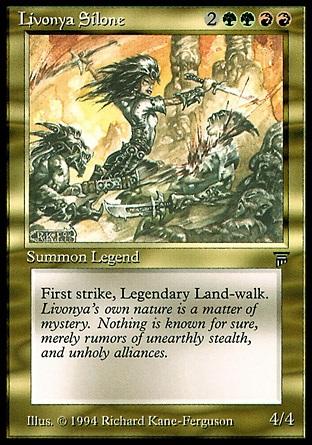 Livonya Silone 2
Summon Legend
First strike, Legendary Land-walk.
Livonya's own nature is a matter of
mystery. Nothing is known for sure,
merely rumors of unearthly stealth,
and unholy alliances.
Illus. © 1994 Richard Kane-Ferguson 4/4